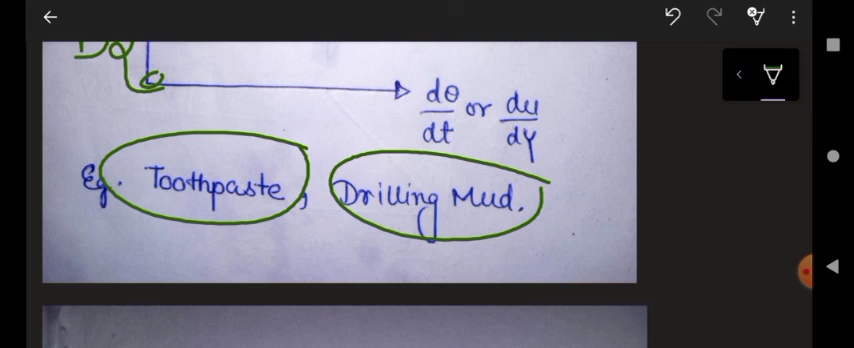 dθ/dt or du/dy
Eg. Toothpaste, Drilling Mud.